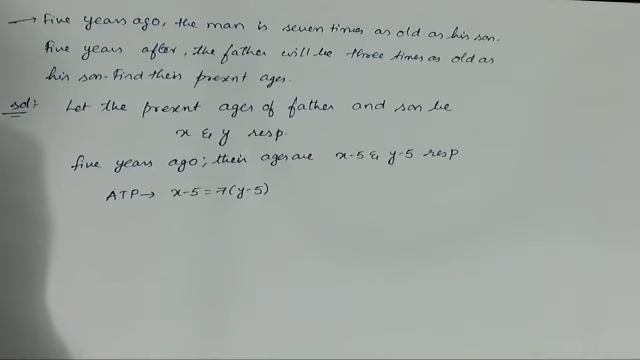 → Five years ago, the man is seven times as old as his son.
Five years after, the father will be three times as old as
his son. Find their present ages.
Sol: Let the present ages of father and son be
x & y resp.
five years ago; their ages are x-5 & y-5 resp
ATP → x-5 = 7(y-5)